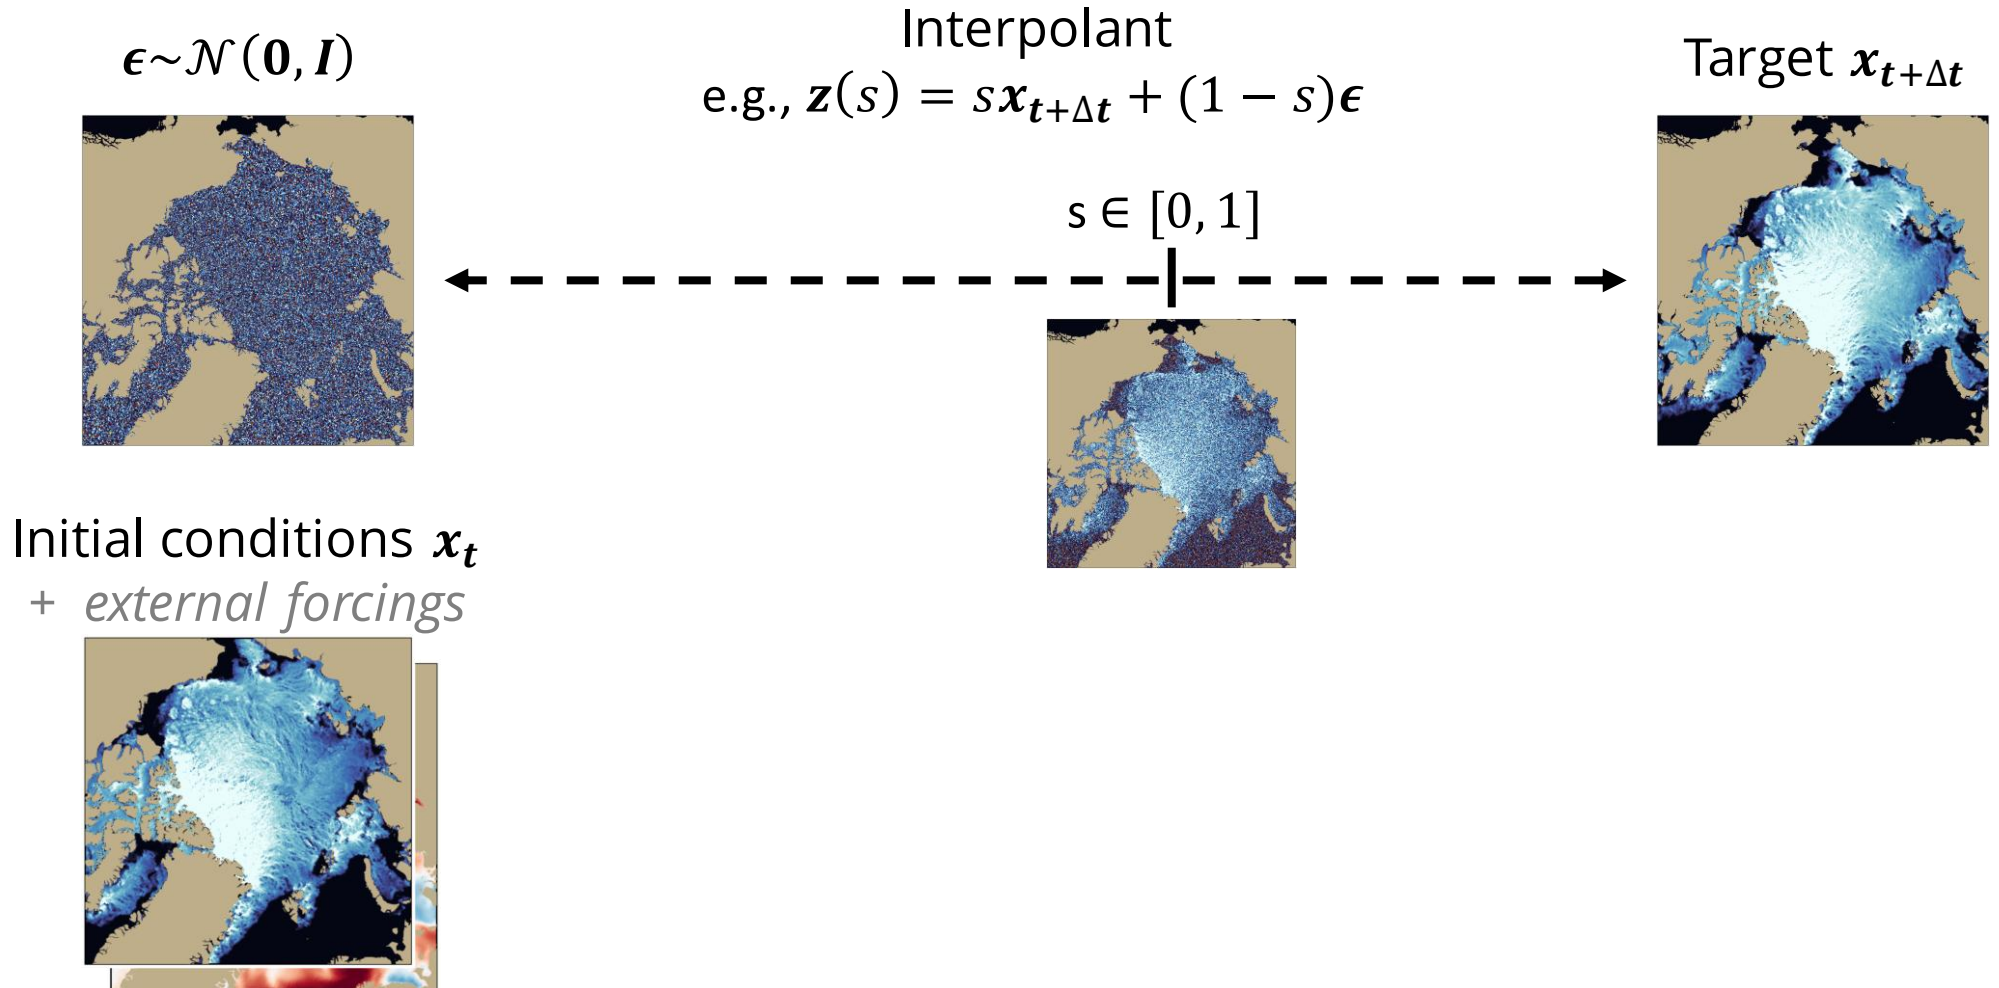 ϵ~𝒩(0, I)
Interpolant
e.g., z(s) = sx_{t+Δt} + (1 − s)ϵ
Target x_{t+Δt}
s ∈ [0, 1]
Initial conditions x_t
+ external forcings